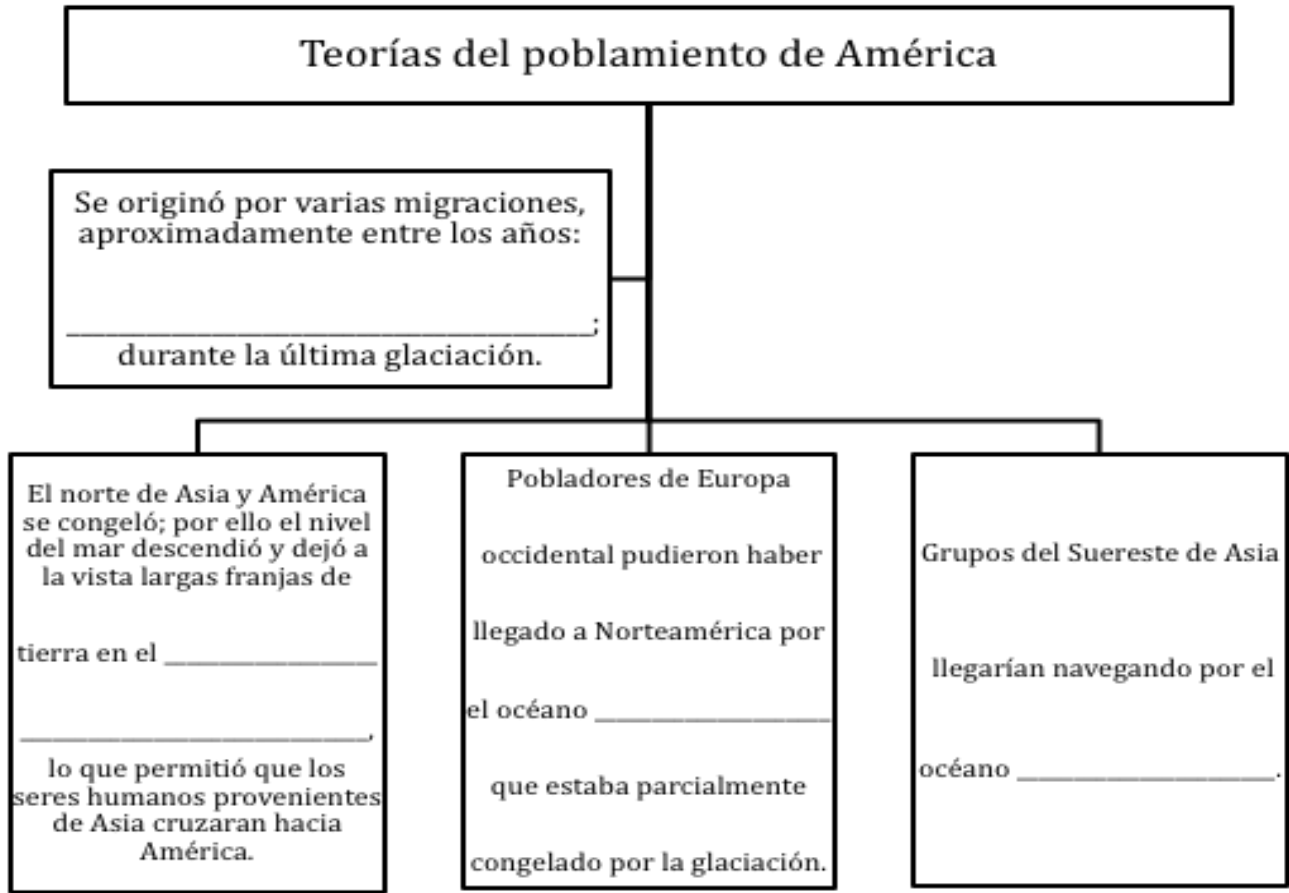 Teorías del poblamiento de América
Se originó por varias migraciones,
aproximadamente entre los años:
________________________________________;
durante la última glaciación.
El norte de Asia y América
se congeló; por ello el nivel
del mar descendió y dejó a
la vista largas franjas de
tierra en el ___________________
_______________________________,
lo que permitió que los
seres humanos provenientes
de Asia cruzaran hacia
América.
Pobladores de Europa
occidental pudieron haber
llegado a Norteamérica por
el océano _____________________
que estaba parcialmente
congelado por la glaciación.
Grupos del Suereste de Asia
llegarían navegando por el
océano _______________________.